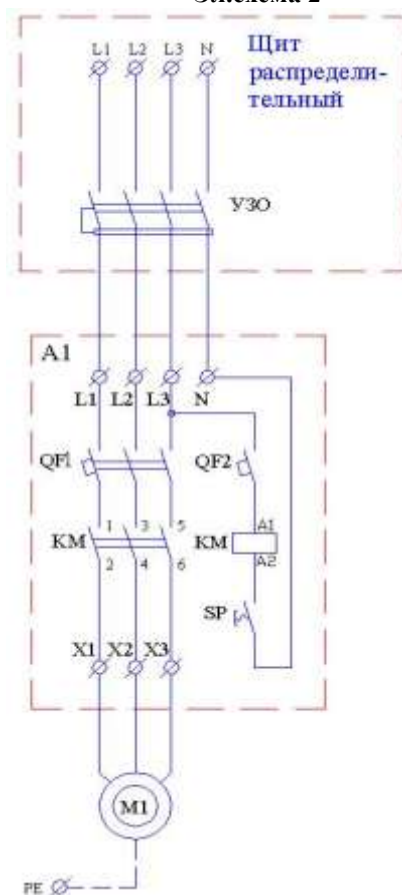 Эл.схема 2
L1 L2 L3 N
Щит
распредели-
тельный
УЗО
A1
L1 L2 L3 N
QF1 QF2
1 3 5
KM KM A1
2 4 6 A2
SP
X1 X2 X3
M1
PE